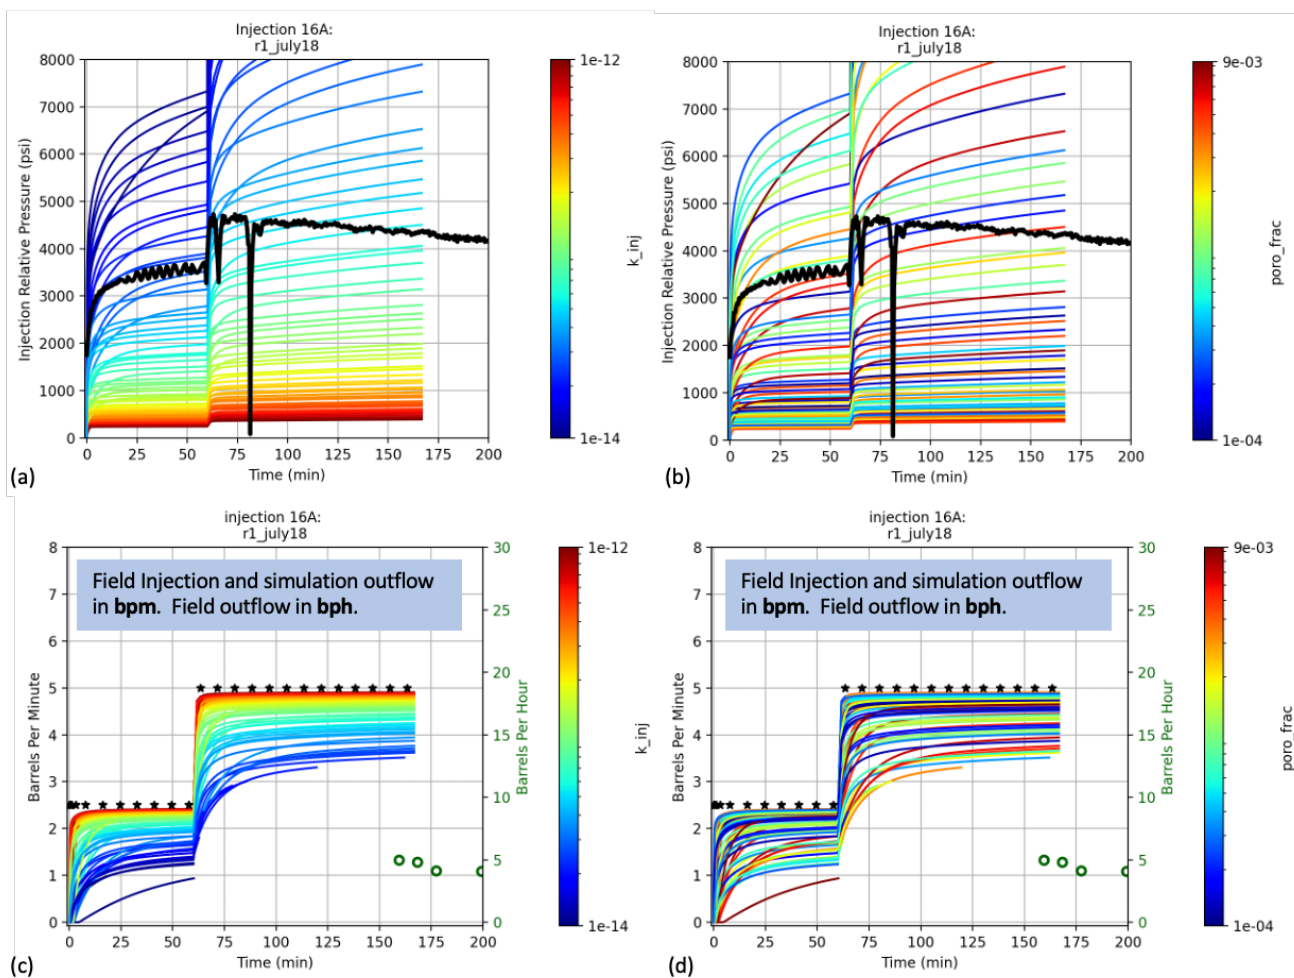 Injection 16A:
r1_july18
8000
7000
6000
5000
4000
3000
2000
1000
0
Injection Relative Pressure (psi)
0 25 50 75 100 125 150 175 200
Time (min)
1e-12
k_inj
1e-14
(a)
Injection 16A:
r1_july18
8000
7000
6000
5000
4000
3000
2000
1000
0
Injection Relative Pressure (psi)
0 25 50 75 100 125 150 175 200
Time (min)
9e-03
poro_frac
1e-04
(b)
injection 16A:
r1_july18
Field Injection and simulation outflow
in bpm. Field outflow in bph.
8
7
6
5
4
3
2
1
0
Barrels Per Minute
30
25
20
15
10
5
0
Barrels Per Hour
0 25 50 75 100 125 150 175 200
Time (min)
1e-12
k_inj
1e-14
(c)
injection 16A:
r1_july18
Field Injection and simulation outflow
in bpm. Field outflow in bph.
8
7
6
5
4
3
2
1
0
Barrels Per Minute
30
25
20
15
10
5
0
Barrels Per Hour
0 25 50 75 100 125 150 175 200
Time (min)
9e-03
poro_frac
1e-04
(d)